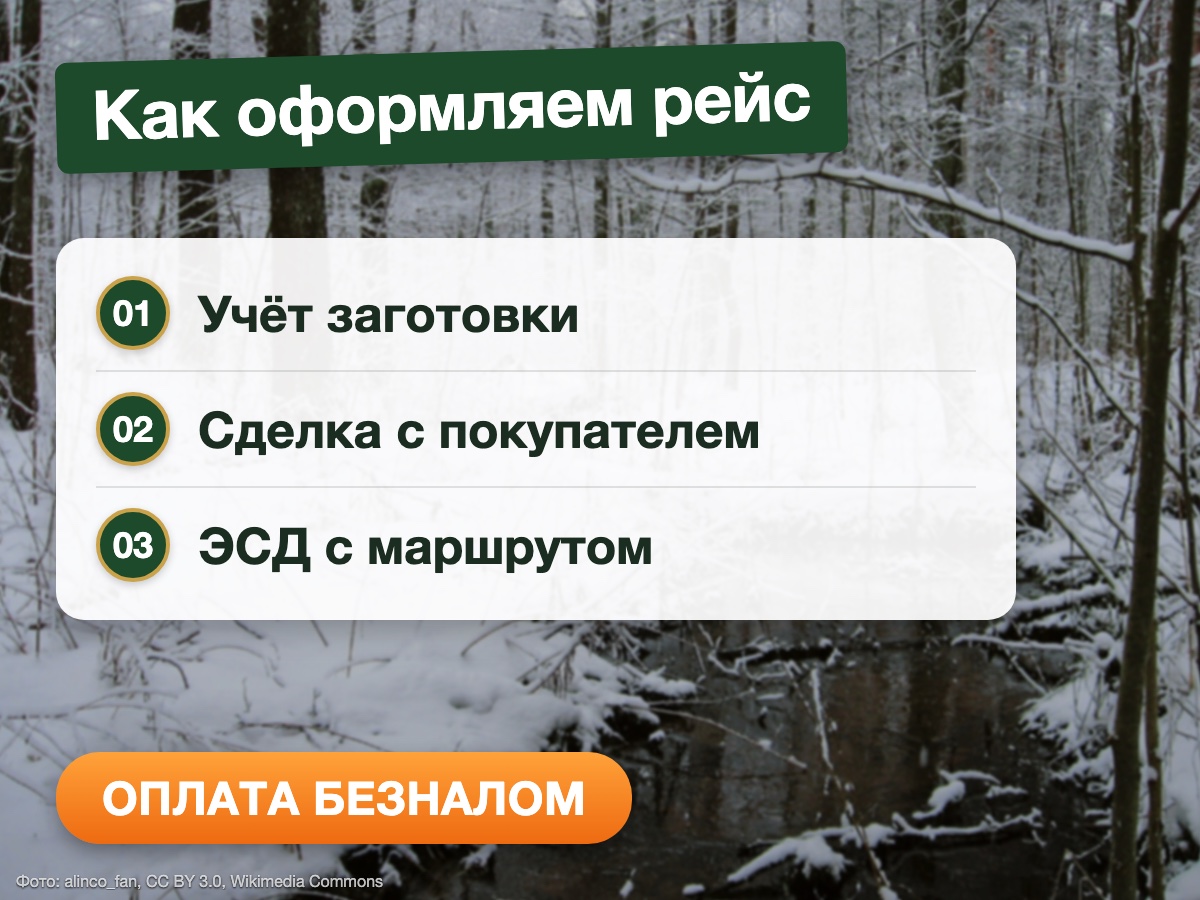 Как оформляем рейс
01 Учёт заготовки
02 Сделка с покупателем
03 ЭСД с маршрутом
ОПЛАТА БЕЗНАЛОМ
Фото: alinco_fan, CC BY 3.0, Wikimedia Commons